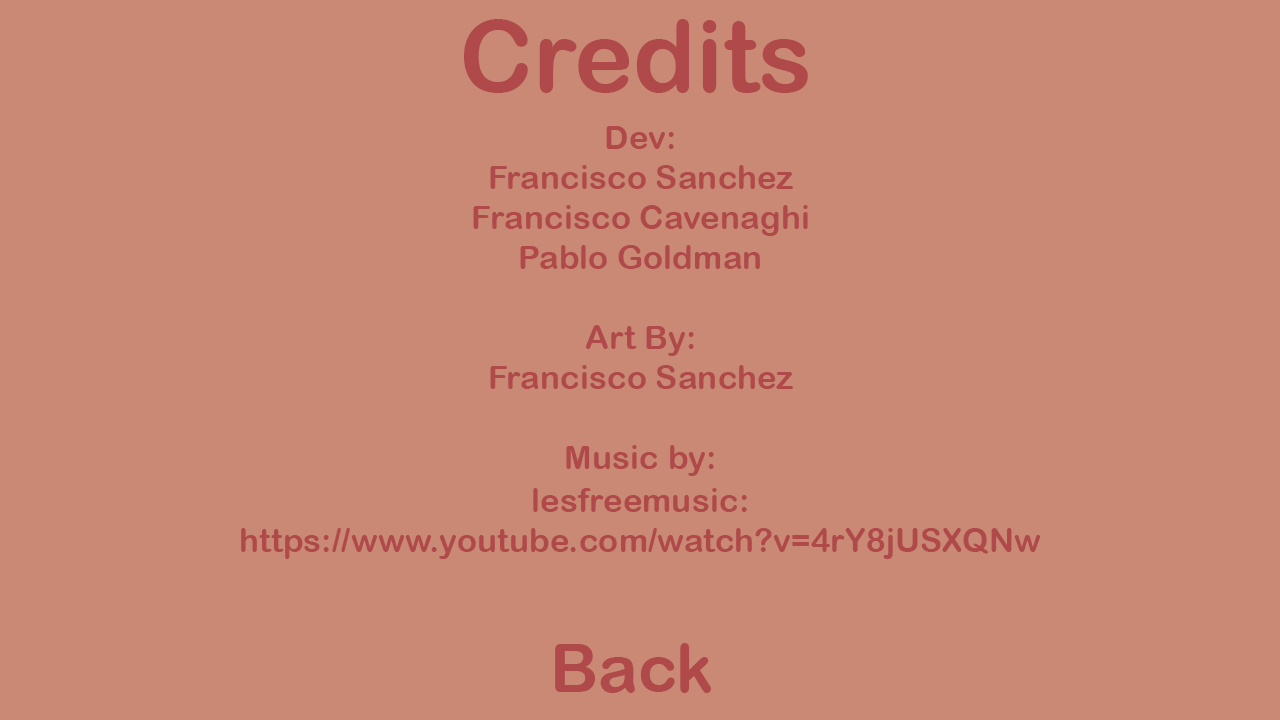 Credits
Dev:
Francisco Sanchez
Francisco Cavenaghi
Pablo Goldman
Art By:
Francisco Sanchez
Music by:
lesfreemusic:
https://www.youtube.com/watch?v=4rY8jUSXQNw
Back